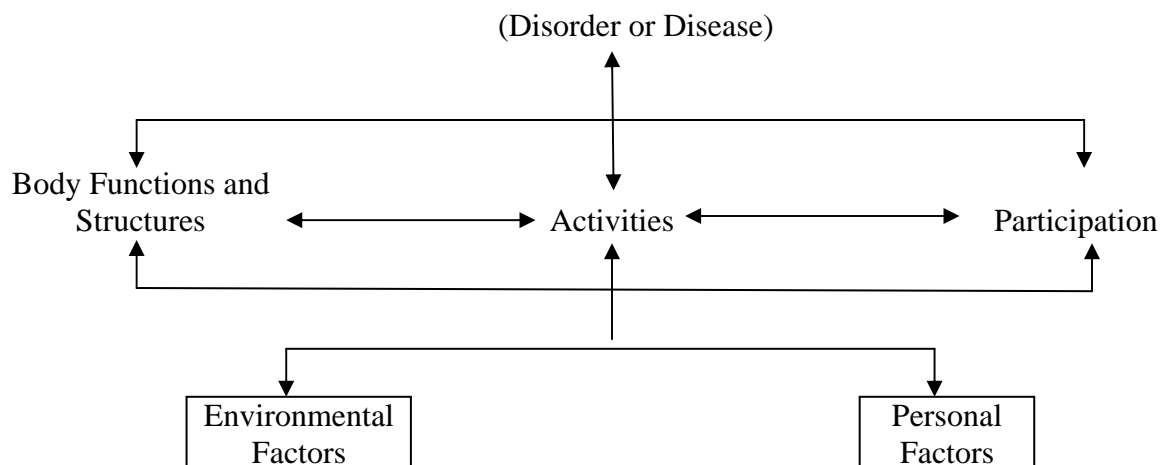 (Disorder or Disease)
Body Functions and
Structures
Activities
Participation
Environmental
Factors
Personal
Factors